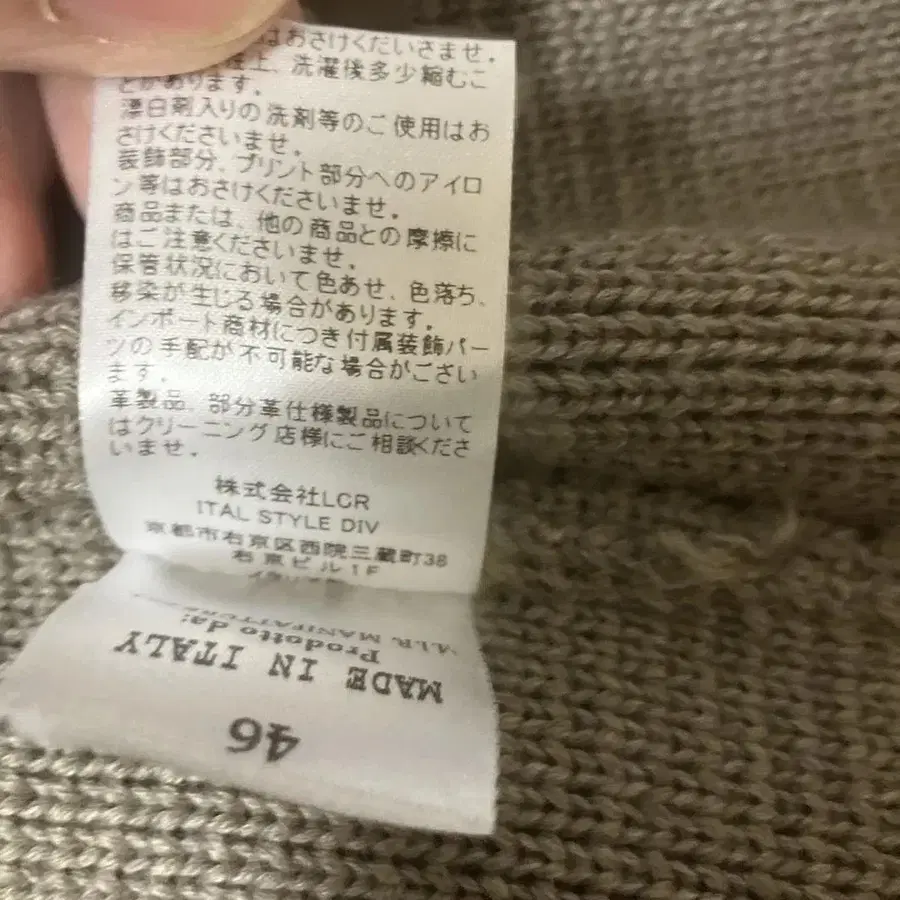 はおさけくだいさませ。
上、洗濯後多少縮むこ
とがあります。
漂白剤入りの洗剤等のご使用はお
さけくださいませ。
装飾部分、プリント部分へのアイロ
ン等はおさけくださいませ。
商品または、他の商品との摩擦に
はご注意くださいませ。
保管状況において色あせ、色落ち、
移染が生じる場合があります。
インポート商材につき付属装飾パー
ツの手配が不可能な場合がござい
ます。
革製品、部分革仕様製品について
はクリーニング店様にご相談くださ
いませ。
株式会社LCR
ITAL STYLE DIV
京都市右京区西院三蔵町38
右京ビル1F
46
MADE IN ITALY
Prodotto da: